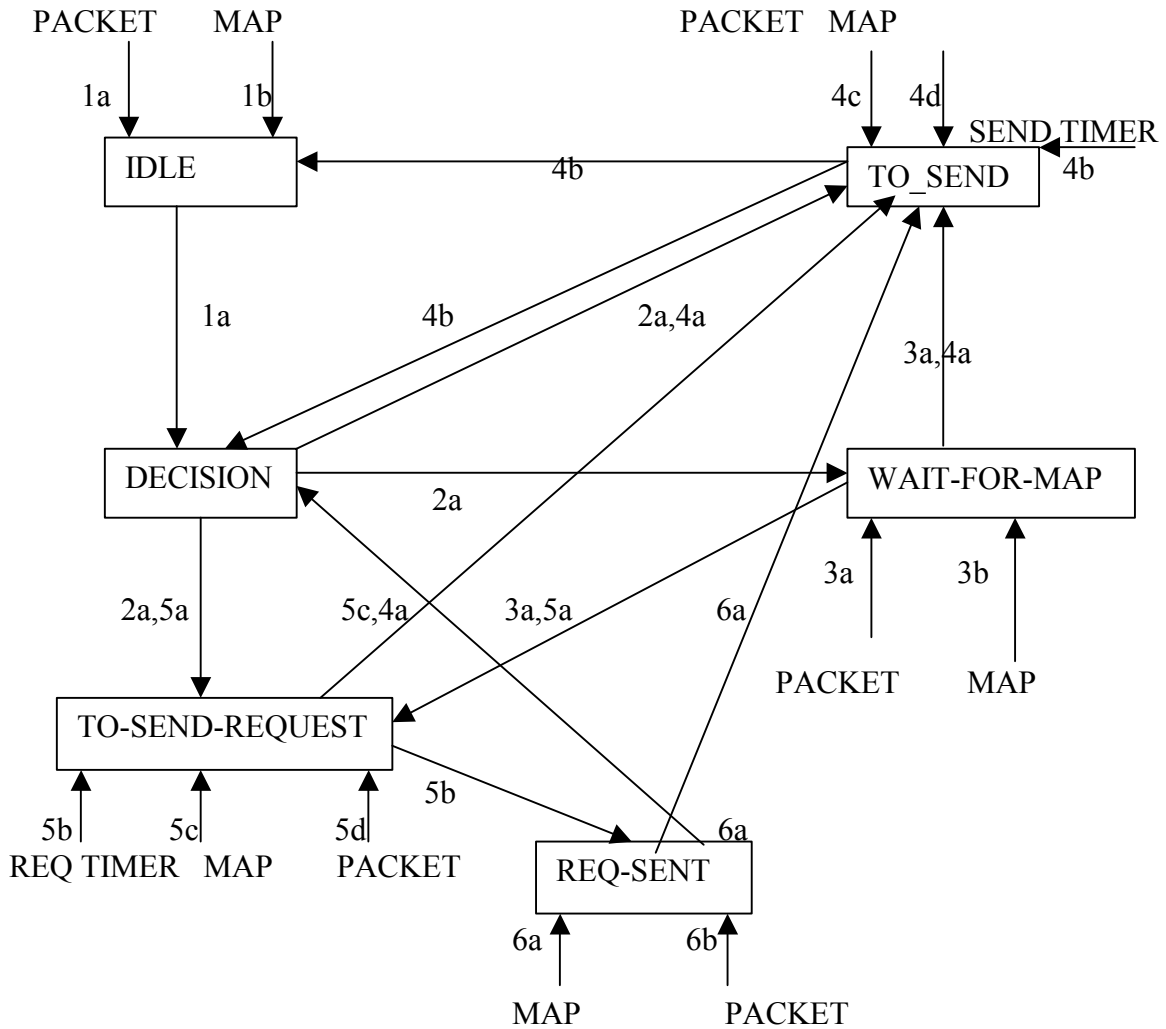 PACKET MAP PACKET MAP
1a 1b 4c 4d
SEND TIMER
IDLE 4b TO_SEND 4b
1a 4b 2a,4a
3a,4a
DECISION WAIT-FOR-MAP
2a
3a 3b
2a,5a 5c,4a 3a,5a 6a
PACKET MAP
TO-SEND-REQUEST
5b
5b 5c 5d 6a
REQ TIMER MAP PACKET
REQ-SENT
6a 6b
MAP PACKET